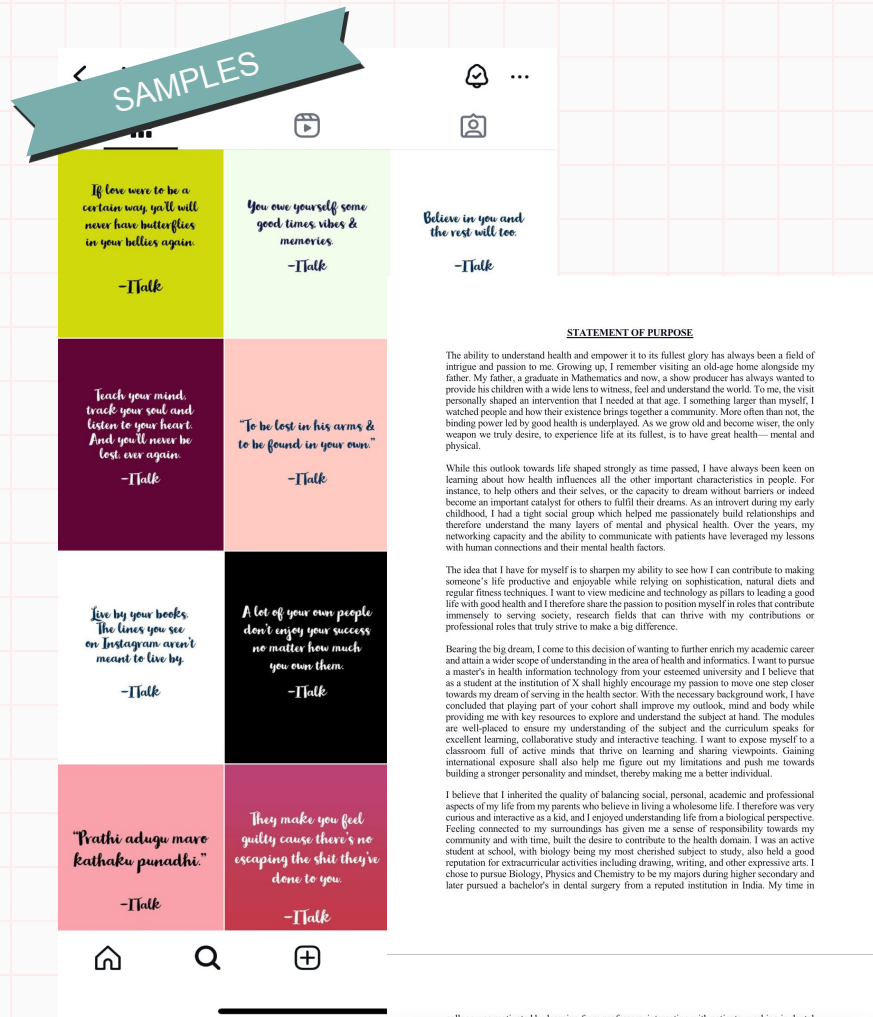 SAMPLES
If love were to be a
certain way, ya'll will
never have butterflies
in your bellies again.
-ITalk
You owe yourself some
good times, vibes &
memories.
-ITalk
Believe in you and
the rest will too.
-ITalk
Teach your mind,
track your soul and
listen to your heart.
And you'll never be
lost, ever again.
-ITalk
"To be lost in his arms &
to be found in your own."
-ITalk
Live by your books.
The lines you see
on Instagram aren't
meant to live by.
-ITalk
A lot of your own people
don't enjoy your success
no matter how much
you own them.
-ITalk
"Prathi adugu maro
kathaku punadhi."
-ITalk
They make you feel
guilty cause there's no
escaping the shit they've
done to you.
-ITalk
STATEMENT OF PURPOSE
The ability to understand health and empower it to its fullest glory has always been a field of
intrigue and passion to me. Growing up, I remember visiting an old-age home alongside my
father. My father, a graduate in Mathematics and now, a show producer has always wanted to
provide his children with a wide lens to witness, feel and understand the world. To me, the visit
personally shaped an intervention that I needed at that age. I something larger than myself, I
watched people and how their existence brings together a community. More often than not, the
binding power led by good health is underplayed. As we grow old and become wiser, the only
weapon we truly desire, to experience life at its fullest, is to have great health— mental and
physical.
While this outlook towards life shaped strongly as time passed, I have always been keen on
learning about how health influences all the other important characteristics in people. For
instance, to help others and their selves, or the capacity to dream without barriers or indeed
become an important catalyst for others to fulfil their dreams. As an introvert during my early
childhood, I had a tight social group which helped me passionately build relationships and
therefore understand the many layers of mental and physical health. Over the years, my
networking capacity and the ability to communicate with patients have leveraged my lessons
with human connections and their mental health factors.
The idea that I have for myself is to sharpen my ability to see how I can contribute to making
someone's life productive and enjoyable while relying on sophistication, natural diets and
regular fitness techniques. I want to view medicine and technology as pillars to leading a good
life with good health and I therefore share the passion to position myself in roles that contribute
immensely to serving society, research fields that can thrive with my contributions or
professional roles that truly strive to make a big difference.
Bearing the big dream, I come to this decision of wanting to further enrich my academic career
and attain a wider scope of understanding in the area of health and informatics. I want to pursue
a master's in health information technology from your esteemed university and I believe that
as a student at the institution of X shall highly encourage my passion to move one step closer
towards my dream of serving in the health sector. With the necessary background work, I have
concluded that playing part of your cohort shall improve my outlook, mind and body while
providing me with key resources to explore and understand the subject at hand. The modules
are well-placed to ensure my understanding of the subject and the curriculum speaks for
excellent learning, collaborative study and interactive teaching. I want to expose myself to a
classroom full of active minds that thrive on learning and sharing viewpoints. Gaining
international exposure shall also help me figure out my limitations and push me towards
building a stronger personality and mindset, thereby making me a better individual.
I believe that I inherited the quality of balancing social, personal, academic and professional
aspects of my life from my parents who believe in living a wholesome life. I therefore was very
curious and interactive as a kid, and I enjoyed understanding life from a biological perspective.
Feeling connected to my surroundings has given me a sense of responsibility towards my
community and with time, built the desire to contribute to the health domain. I was an active
student at school, with biology being my most cherished subject to study, also held a good
reputation for extracurricular activities including drawing, writing, and other expressive arts. I
chose to pursue Biology, Physics and Chemistry to be my majors during higher secondary and
later pursued a bachelor's in dental surgery from a reputed institution in India. My time in